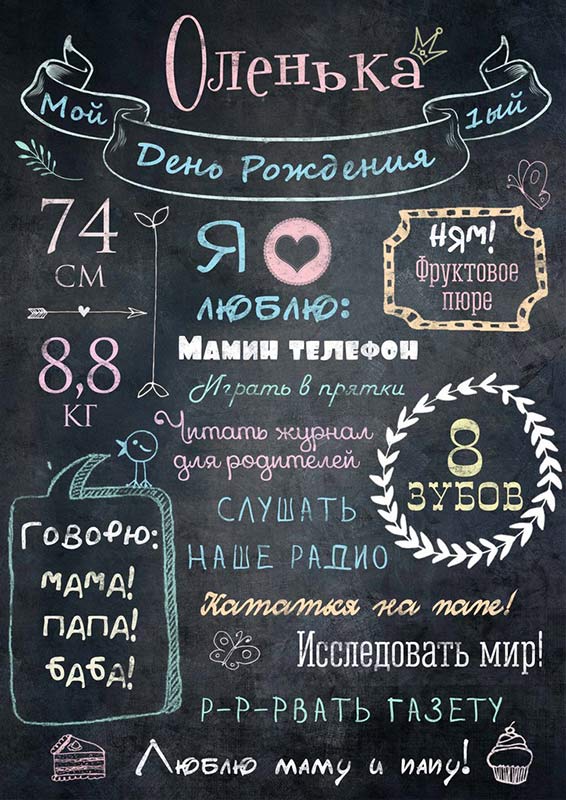 Оленька
Мой
День Рождения
1ый
74
см
8,8
кг
Я
люблю:
Мамин телефон
Играть в прятки
Читать журнал
для родителей
Слушать
Наше радио
Кататься на папе!
Исследовать мир!
Р-р-рвать газету
ням!
Фруктовое
пюре
8
зубов
Говорю:
мама!
папа!
баба!
Люблю маму и папу!